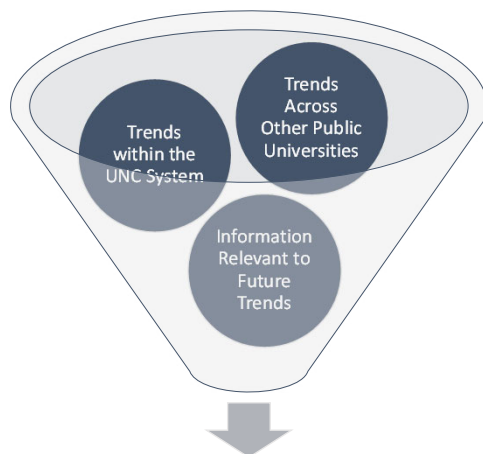 Trends
Across
Other Public
Universities
Trends
within the
UNC System
Information
Relevant to
Future
Trends